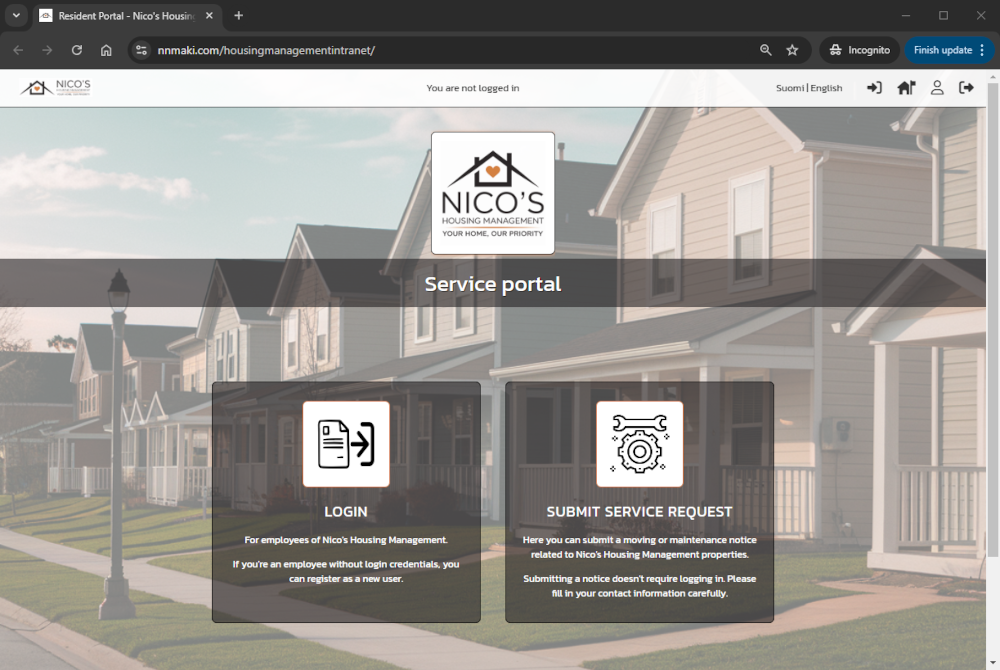 Resident Portal - Nico's Housing
nnmaki.com/housingmanagementintranet/
Incognito
Finish update
NICO'S
You are not logged in
Suomi | English
NICO'S
HOUSING MANAGEMENT
YOUR HOME, OUR PRIORITY
Service portal
LOGIN
For employees of Nico's Housing Management.
If you're an employee without login credentials, you
can register as a new user.
SUBMIT SERVICE REQUEST
Here you can submit a moving or maintenance notice
related to Nico's Housing Management properties.
Submitting a notice doesn't require logging in. Please
fill in your contact information carefully.